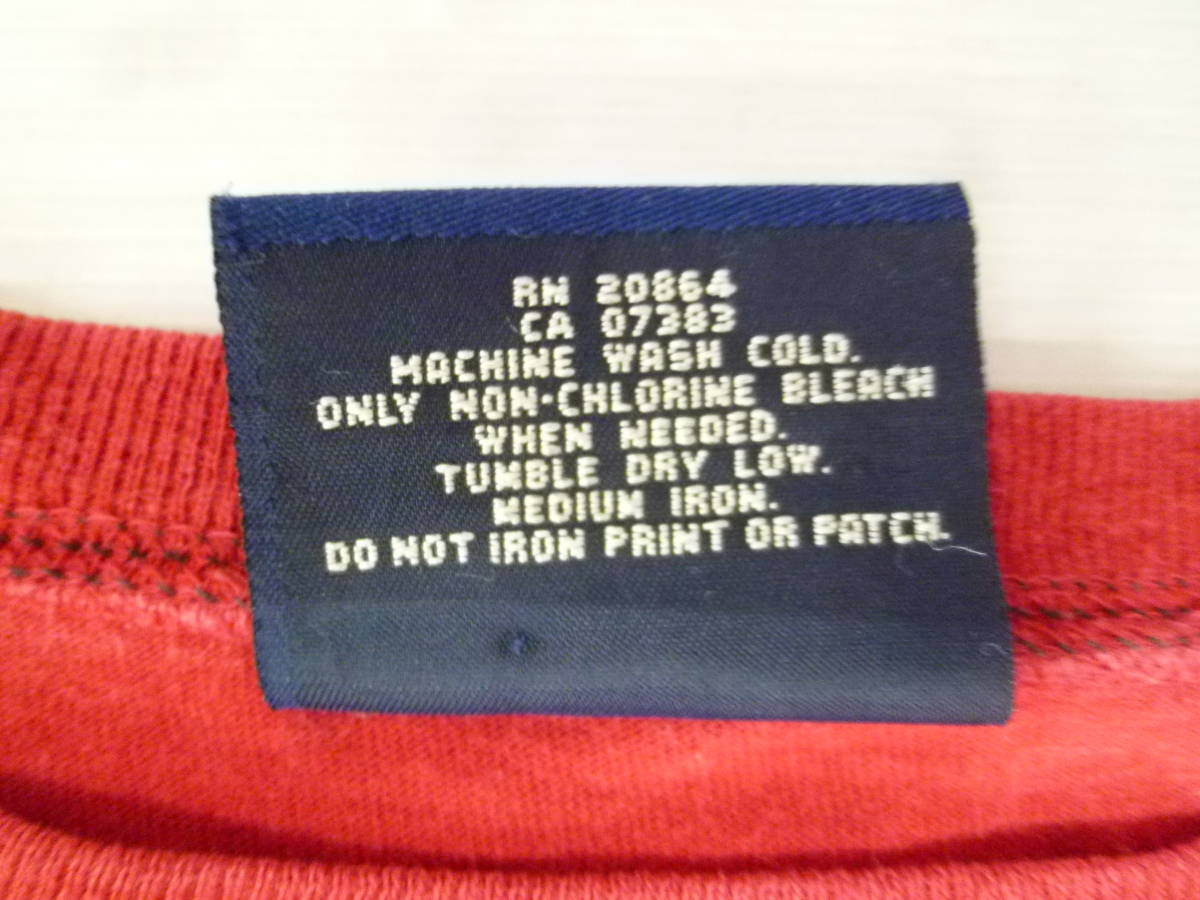 RN 20864
CA 07383
MACHINE WASH COLD.
ONLY NON-CHLORINE BLEACH
WHEN NEEDED.
TUMBLE DRY LOW.
MEDIUM IRON.
DO NOT IRON PRINT OR PATCH.